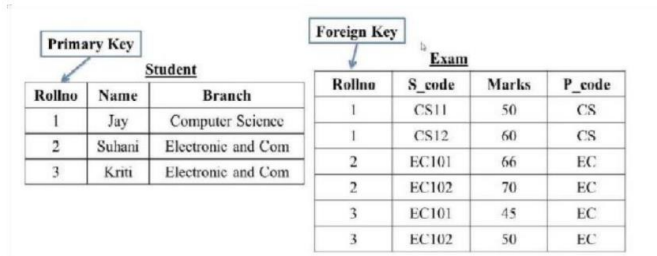 Primary Key
Student
Rollno Name Branch
1 Jay Computer Science
2 Suhani Electronic and Com
3 Kriti Electronic and Com
Foreign Key
Exam
Rollno S_code Marks P_code
1 CS11 50 CS
1 CS12 60 CS
2 EC101 66 EC
2 EC102 70 EC
3 EC101 45 EC
3 EC102 50 EC